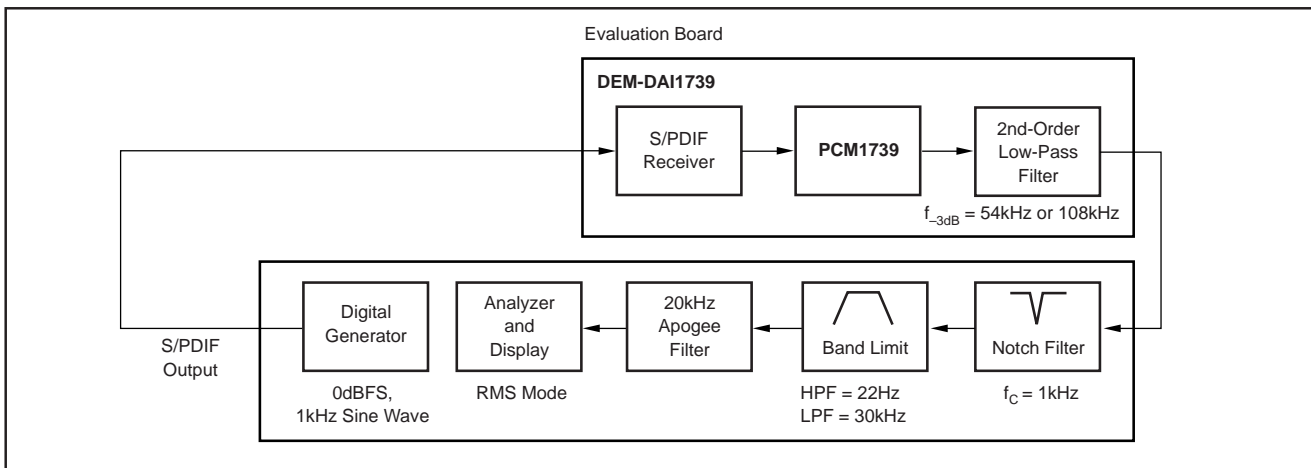 Evaluation Board
DEM-DAI1739
S/PDIF
Receiver
PCM1739
2nd-Order
Low-Pass
Filter
f–3dB = 54kHz or 108kHz
S/PDIF
Output
Digital
Generator
0dBFS,
1kHz Sine Wave
Analyzer
and
Display
RMS Mode
20kHz
Apogee
Filter
Band Limit
HPF = 22Hz
LPF = 30kHz
Notch Filter
fC = 1kHz